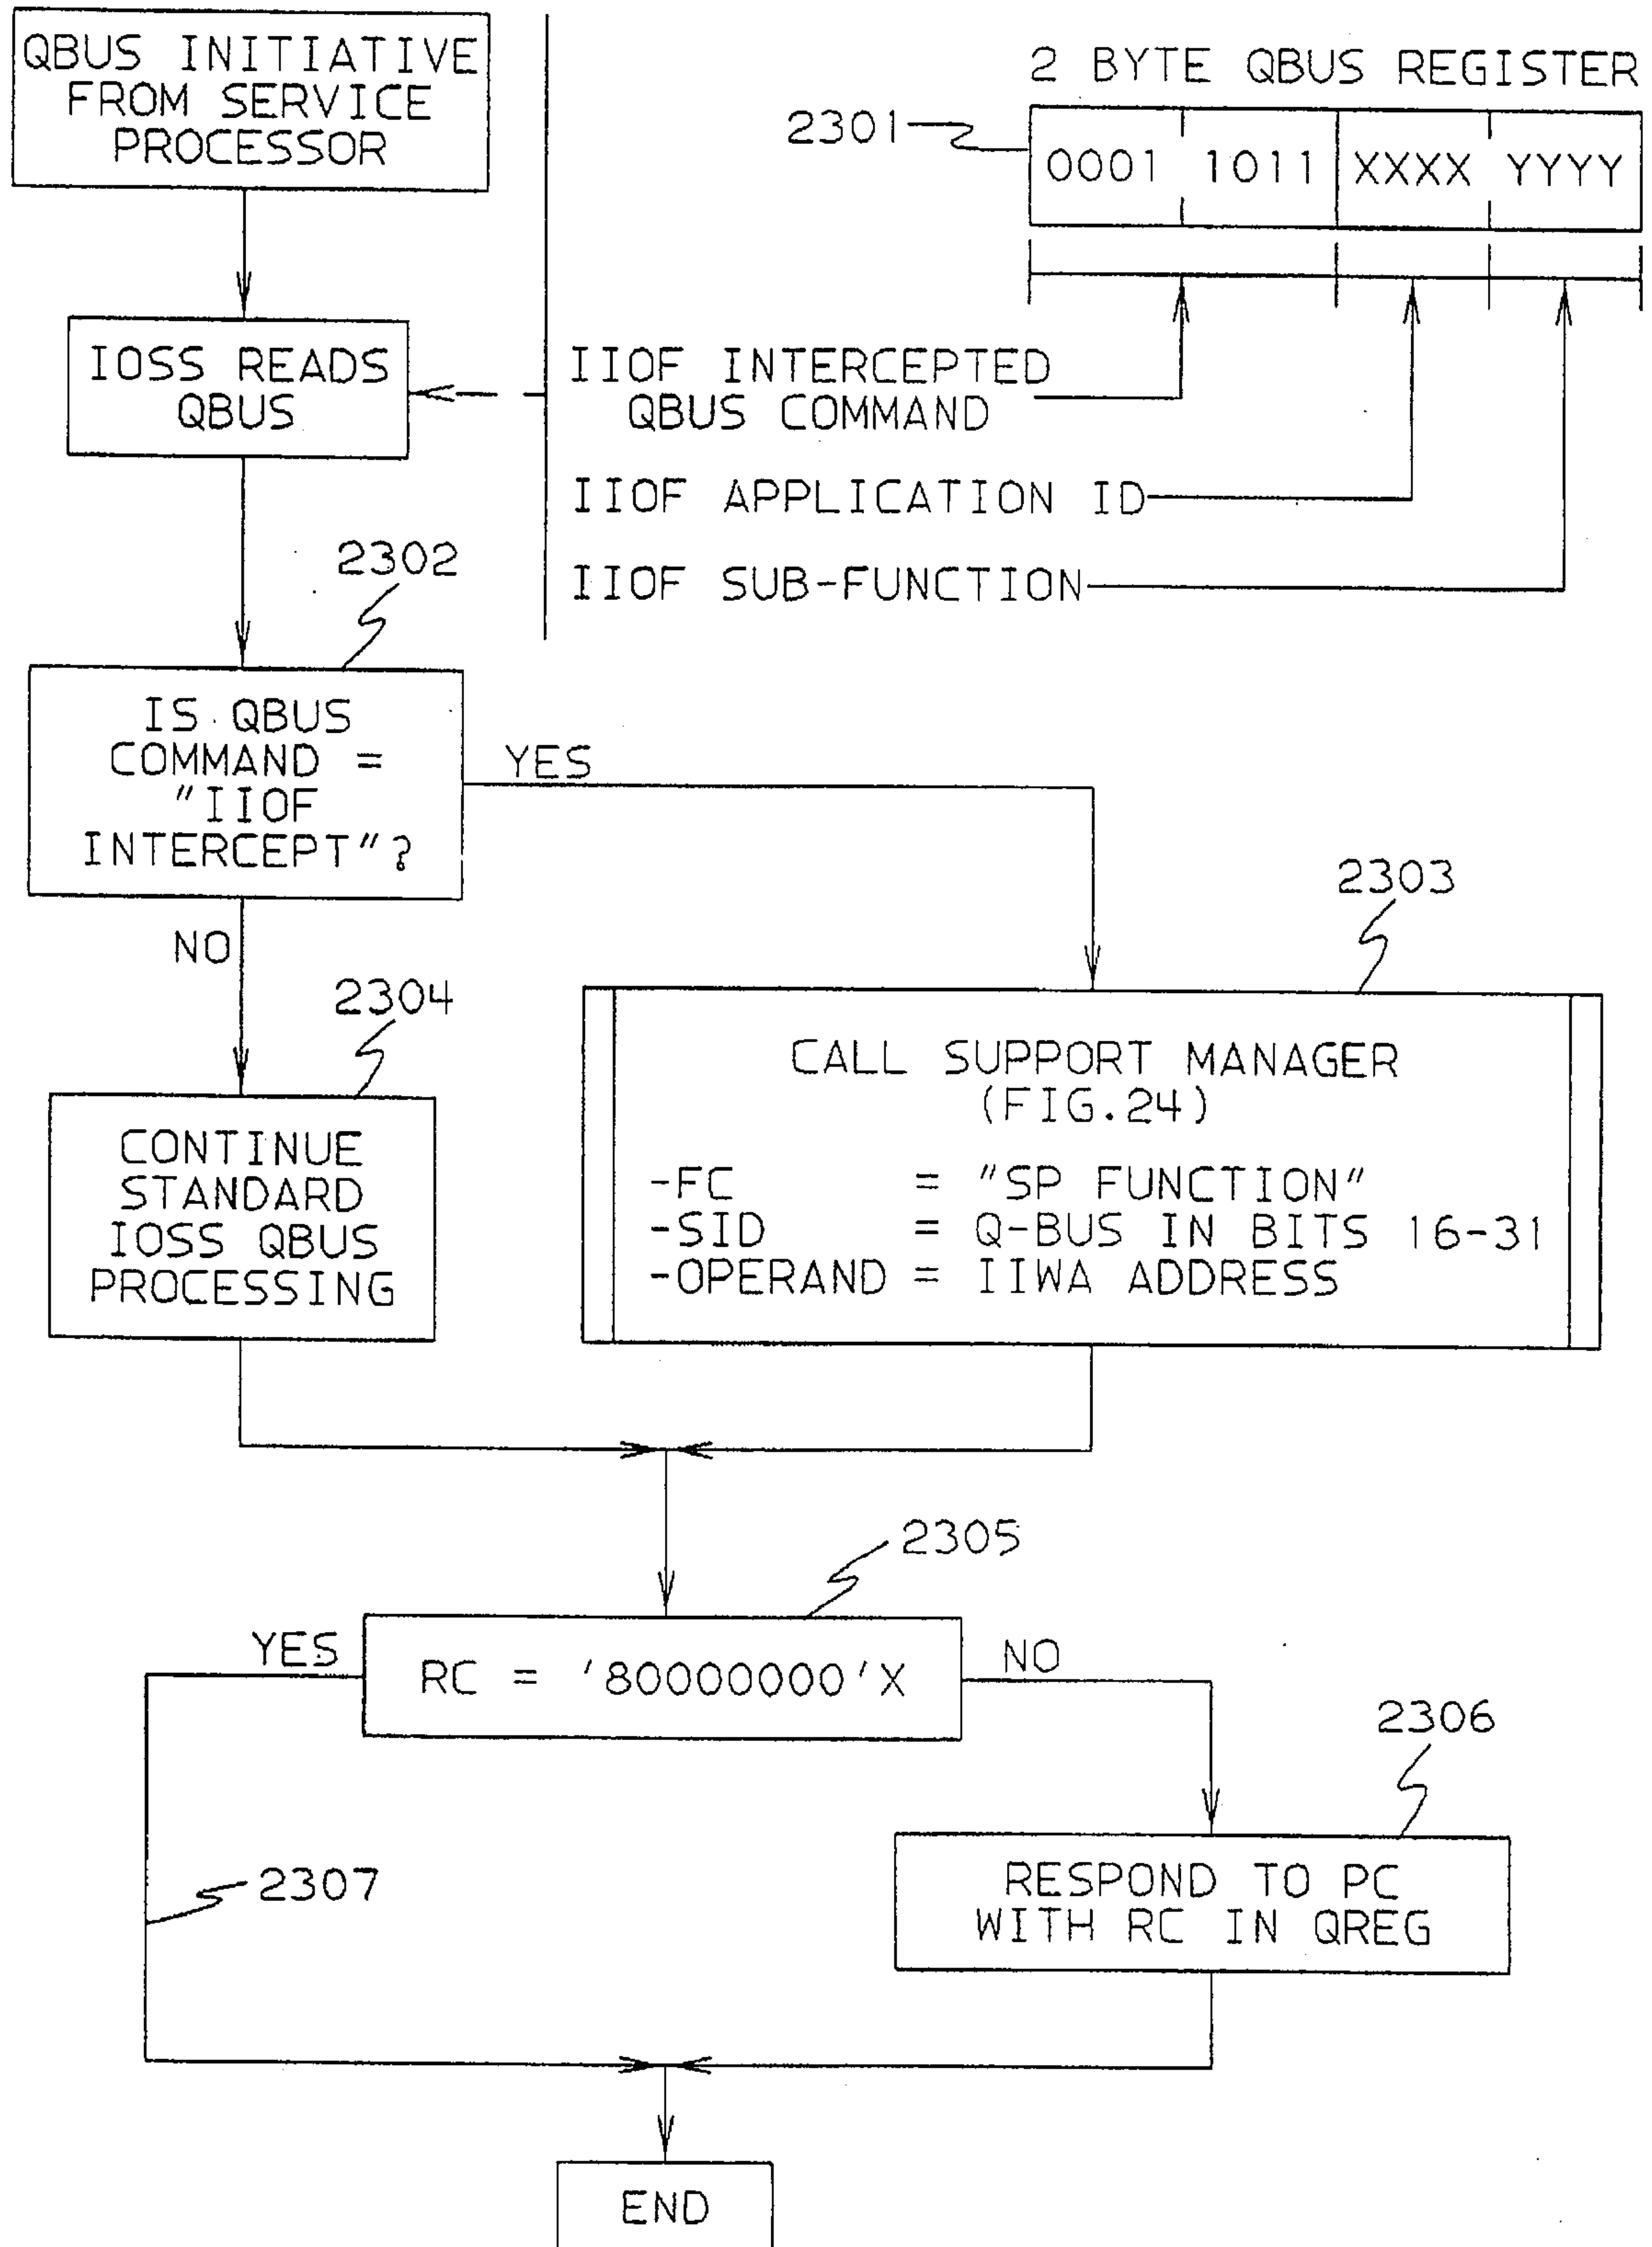 QBUS INITIATIVE
FROM SERVICE
PROCESSOR
2 BYTE QBUS REGISTER
2301
0001 1011 XXXX YYYY
IOSS READS
QBUS
IIOF INTERCEPTED
QBUS COMMAND
IIOF APPLICATION ID
IIOF SUB-FUNCTION
2302
IS QBUS
COMMAND =
"IIOF
INTERCEPT"?
YES
NO
2303
2304
CALL SUPPORT MANAGER
(FIG.24)
-FC = "SP FUNCTION"
-SID = Q-BUS IN BITS 16-31
-OPERAND = IIWA ADDRESS
CONTINUE
STANDARD
IOSS QBUS
PROCESSING
2305
YES
RC = '80000000'X
NO
2306
RESPOND TO PC
WITH RC IN QREG
2307
END